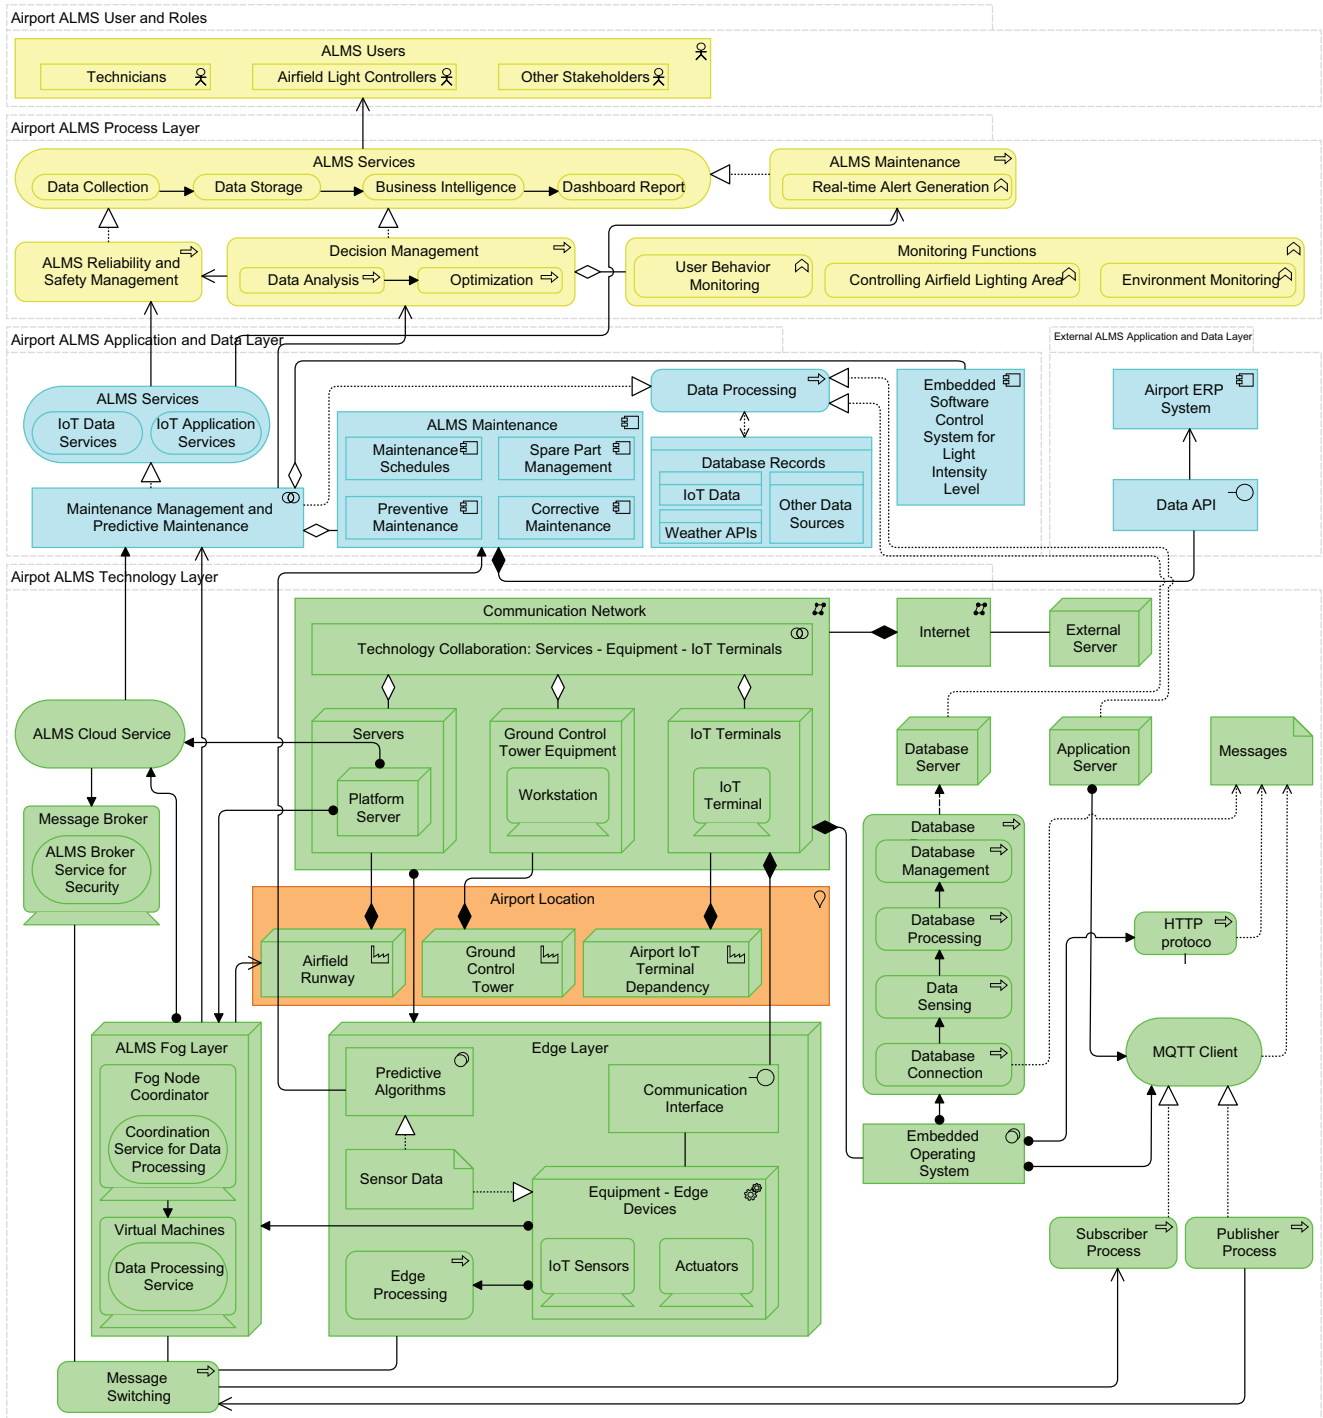 Airport ALMS User and Roles
ALMS Users
Technicians
Airfield Light Controllers
Other Stakeholders
Airport ALMS Process Layer
ALMS Services
Data Collection
Data Storage
Business Intelligence
Dashboard Report
ALMS Maintenance
Real-time Alert Generation
ALMS Reliability and
Safety Management
Decision Management
Data Analysis
Optimization
Monitoring Functions
User Behavior
Monitoring
Controlling Airfield Lighting Area
Environment Monitoring
Airport ALMS Application and Data Layer
External ALMS Application and Data Layer
ALMS Services
IoT Data
Services
IoT Application
Services
Maintenance Management and
Predictive Maintenance
ALMS Maintenance
Maintenance
Schedules
Spare Part
Management
Preventive
Maintenance
Corrective
Maintenance
Data Processing
Database Records
IoT Data
Weather APIs
Other Data
Sources
Embedded
Software
Control
System for
Light
Intensity
Level
Airport ERP
System
Data API
Airpot ALMS Technology Layer
Communication Network
Technology Collaboration: Services - Equipment - IoT Terminals
Servers
Platform
Server
Ground Control
Tower Equipment
Workstation
IoT Terminals
IoT
Terminal
Internet
External
Server
ALMS Cloud Service
Message Broker
ALMS Broker
Service for
Security
Database
Server
Application
Server
Messages
Database
Database
Management
Database
Processing
Data
Sensing
Database
Connection
Airport Location
Airfield
Runway
Ground
Control
Tower
Airport IoT
Terminal
Depandency
HTTP
protoco
MQTT Client
Embedded
Operating
System
ALMS Fog Layer
Fog Node
Coordinator
Coordination
Service for Data
Processing
Virtual Machines
Data Processing
Service
Edge Layer
Predictive
Algorithms
Communication
Interface
Sensor Data
Equipment - Edge
Devices
IoT Sensors
Actuators
Edge
Processing
Subscriber
Process
Publisher
Process
Message
Switching